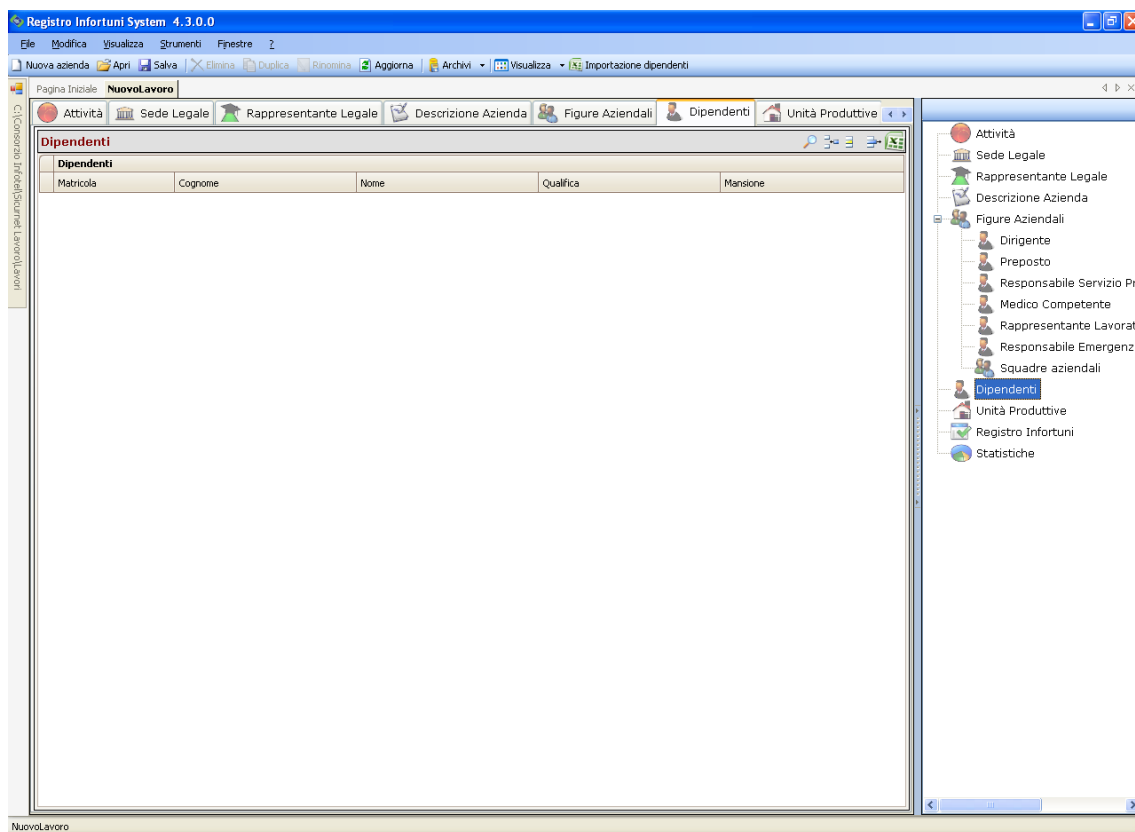 Registro Infortuni System 4.3.0.0
File Modifica Visualizza Strumenti Finestre ?
Nuova azienda Apri Salva Elimina Duplica Rinomina Aggiorna Archivi Visualizza Importazione dipendenti
Pagina Iniziale NuovoLavoro
C:\Consorzio Infotel\Sicurnet Lavoro\Lavori
Attività Sede Legale Rappresentante Legale Descrizione Azienda Figure Aziendali Dipendenti Unità Produttive
Dipendenti
Dipendenti
Matricola Cognome Nome Qualifica Mansione
Attività
Sede Legale
Rappresentante Legale
Descrizione Azienda
Figure Aziendali
Dirigente
Preposto
Responsabile Servizio Pr
Medico Competente
Rappresentante Lavorat
Responsabile Emergenz
Squadre aziendali
Dipendenti
Unità Produttive
Registro Infortuni
Statistiche
NuovoLavoro